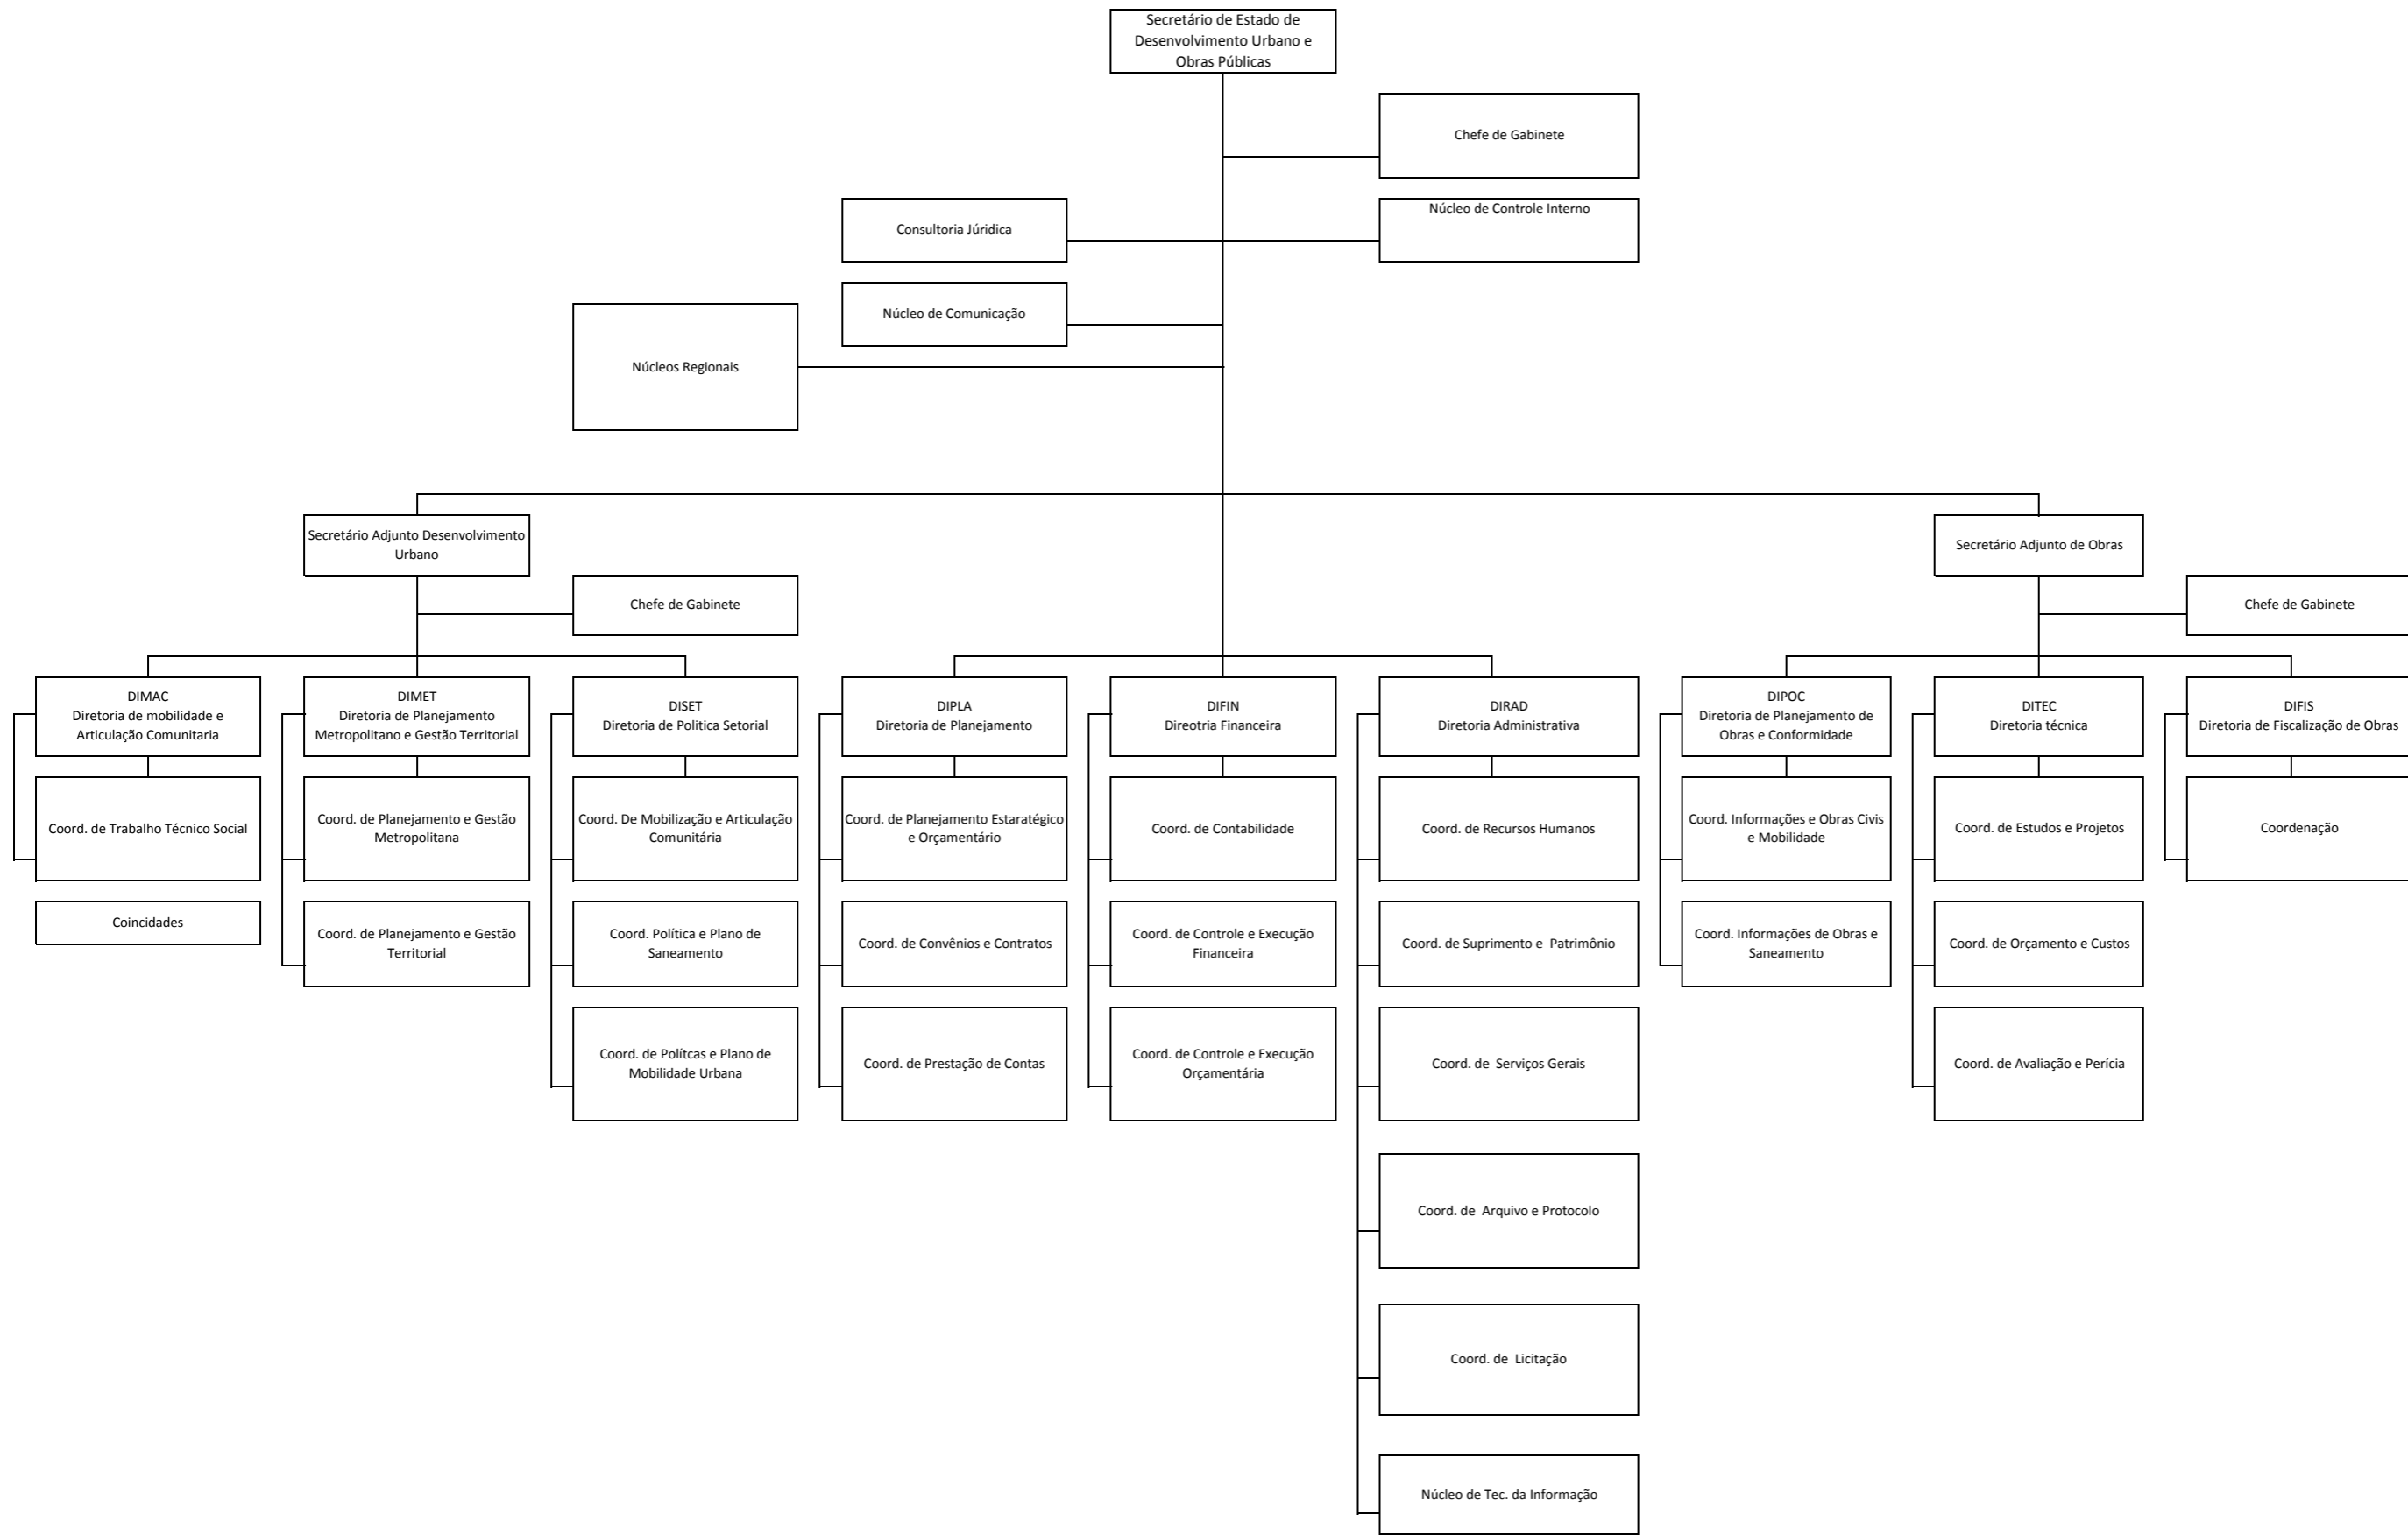 Secretário de Estado de
Desenvolvimento Urbano e
Obras Públicas
Chefe de Gabinete
Consultoria Júridica
Núcleo de Controle Interno
Núcleo de Comunicação
Núcleos Regionais
Secretário Adjunto Desenvolvimento
Urbano
Secretário Adjunto de Obras
Chefe de Gabinete
Chefe de Gabinete
DIMAC
Diretoria de mobilidade e
Articulação Comunitaria
DIMET
Diretoria de Planejamento
Metropolitano e Gestão Territorial
DISET
Diretoria de Politica Setorial
DIPLA
Diretoria de Planejamento
DIFIN
Direotria Financeira
DIRAD
Diretoria Administrativa
DIPOC
Diretoria de Planejamento de
Obras e Conformidade
DITEC
Diretoria técnica
DIFIS
Diretoria de Fiscalização de Obras
Coord. de Trabalho Técnico Social
Coord. de Planejamento e Gestão
Metropolitana
Coord. De Mobilização e Articulação
Comunitária
Coord. de Planejamento Estaratégico
e Orçamentário
Coord. de Contabilidade
Coord. de Recursos Humanos
Coord. Informações e Obras Civis
e Mobilidade
Coord. de Estudos e Projetos
Coordenação
Coincidades
Coord. de Planejamento e Gestão
Territorial
Coord. Política e Plano de
Saneamento
Coord. de Convênios e Contratos
Coord. de Controle e Execução
Financeira
Coord. de Suprimento e  Patrimônio
Coord. Informações de Obras e
Saneamento
Coord. de Orçamento e Custos
Coord. de Polítcas e Plano de
Mobilidade Urbana
Coord. de Prestação de Contas
Coord. de Controle e Execução
Orçamentária
Coord. de  Serviços Gerais
Coord. de Avaliação e Perícia
Coord. de  Arquivo e Protocolo
Coord. de  Licitação
Núcleo de Tec. da Informação